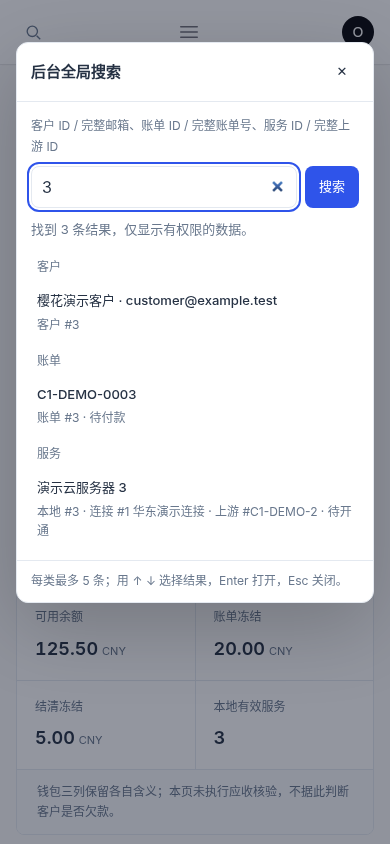 O
后台全局搜索
×
客户 ID / 完整邮箱、账单 ID / 完整账单号、服务 ID / 完整上
游 ID
3
搜索
找到 3 条结果，仅显示有权限的数据。
客户
樱花演示客户 · customer@example.test
客户 #3
账单
C1-DEMO-0003
账单 #3 · 待付款
服务
演示云服务器 3
本地 #3 · 连接 #1 华东演示连接 · 上游 #C1-DEMO-2 · 待开
通
每类最多 5 条；用 ↑ ↓ 选择结果，Enter 打开，Esc 关闭。
可用余额
账单冻结
125.50 CNY
20.00 CNY
结清冻结
本地有效服务
5.00 CNY
3
钱包三列保留各自含义；本页未执行应收核验，不据此判断
客户是否欠款。